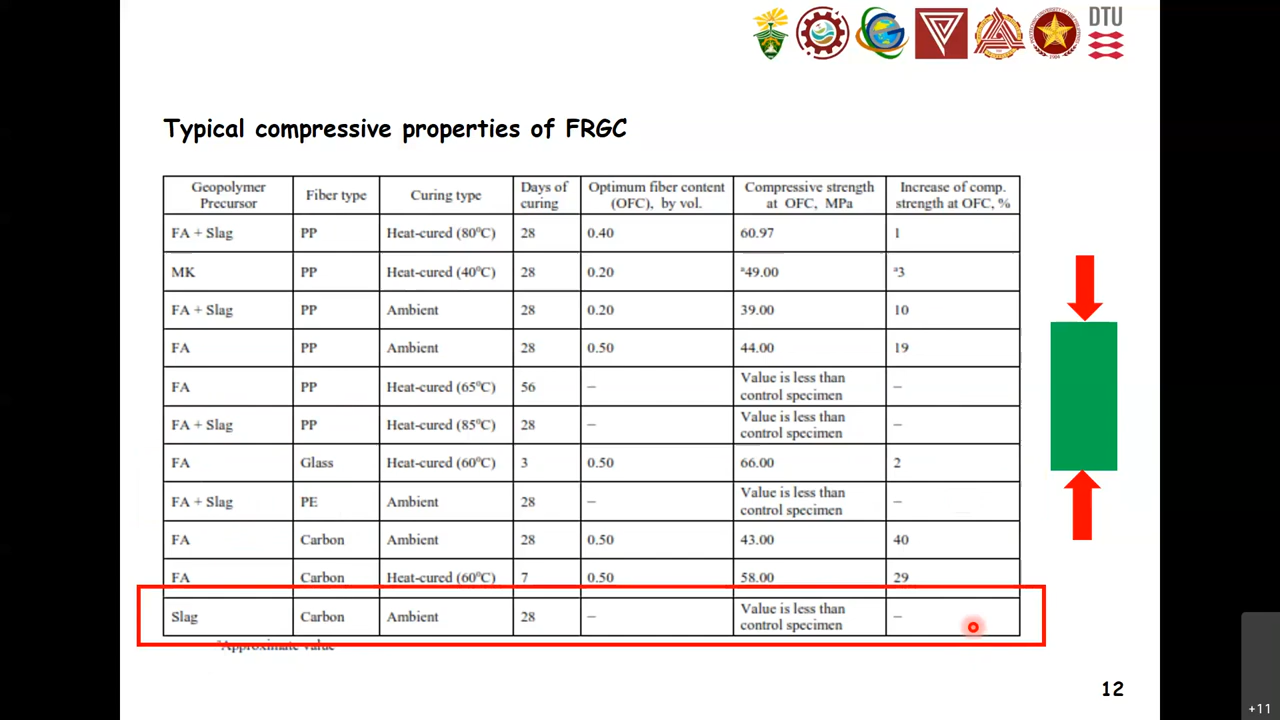 DTU
Typical compressive properties of FRGC
Geopolymer Precursor Fiber type Curing type Days of curing Optimum fiber content (OFC), by vol. Compressive strength at OFC, MPa Increase of comp. strength at OFC, %
FA + Slag PP Heat-cured (80°C) 28 0.40 60.97 1
MK PP Heat-cured (40°C) 28 0.20 ᵃ49.00 ᵃ3
FA + Slag PP Ambient 28 0.20 39.00 10
FA PP Ambient 28 0.50 44.00 19
FA PP Heat-cured (65°C) 56 – Value is less than control specimen –
FA + Slag PP Heat-cured (85°C) 28 – Value is less than control specimen –
FA Glass Heat-cured (60°C) 3 0.50 66.00 2
FA + Slag PE Ambient 28 – Value is less than control specimen –
FA Carbon Ambient 28 0.50 43.00 40
FA Carbon Heat-cured (60°C) 7 0.50 58.00 29
Slag Carbon Ambient 28 – Value is less than control specimen –
ᵃApproximate value
12
+11